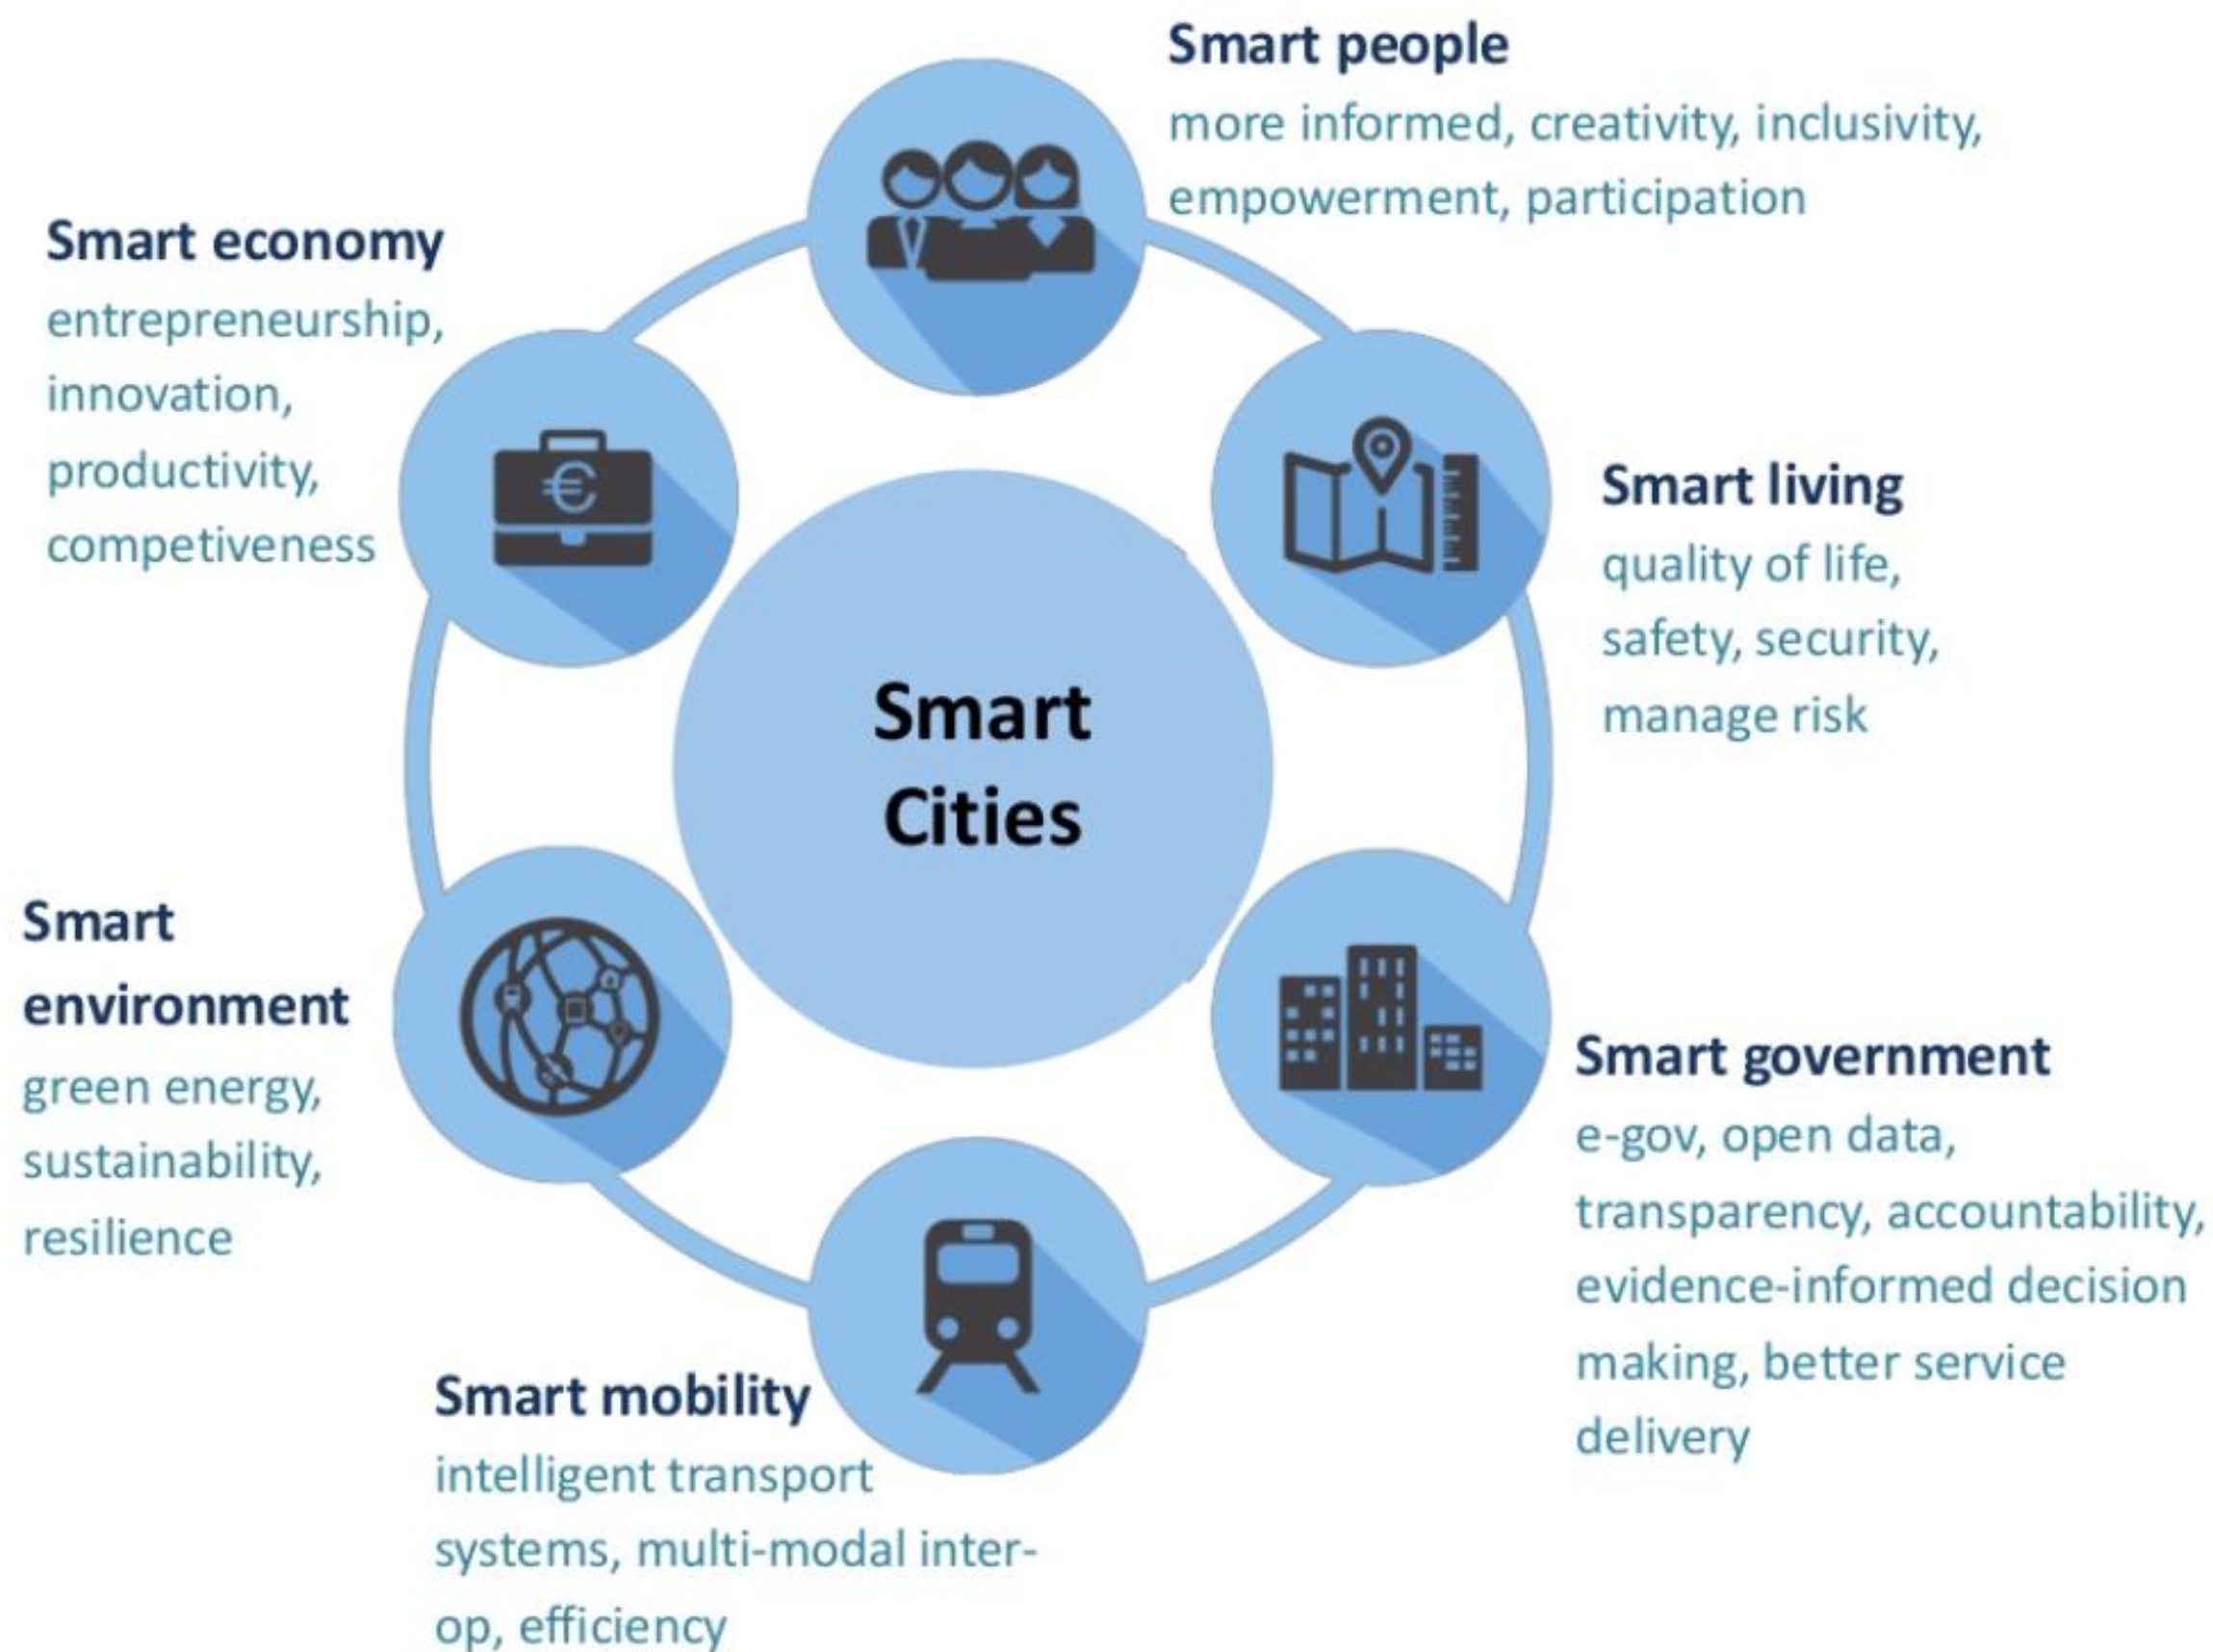 Smart people
more informed, creativity, inclusivity,
empowerment, participation
Smart economy
entrepreneurship,
innovation,
productivity,
competiveness
Smart living
quality of life,
safety, security,
manage risk
Smart
Cities
Smart
environment
green energy,
sustainability,
resilience
Smart government
e-gov, open data,
transparency, accountability,
evidence-informed decision
making, better service
delivery
Smart mobility
intelligent transport
systems, multi-modal inter-
op, efficiency
€